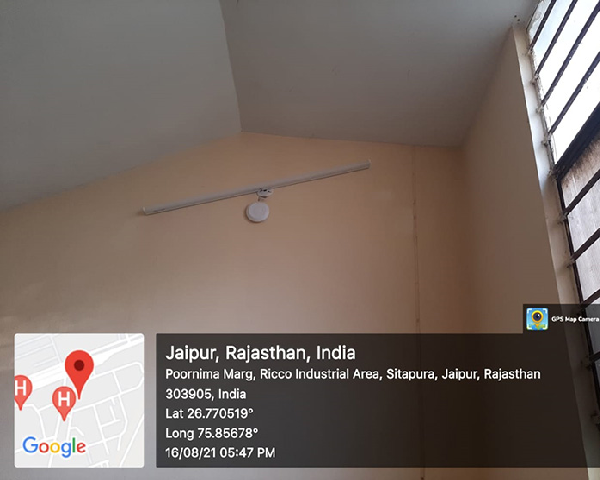 GPS Map Camera
Jaipur, Rajasthan, India
Poornima Marg, Ricco Industrial Area, Sitapura, Jaipur, Rajasthan
303905, India
Lat 26.770519°
Long 75.85678°
16/08/21 05:47 PM
H
H
Google